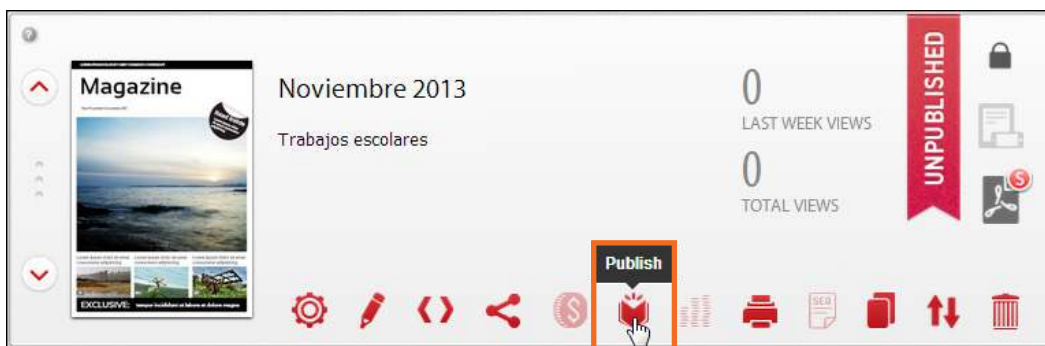 Magazine
Noviembre 2013
Trabajos escolares
0
LAST WEEK VIEWS
0
TOTAL VIEWS
UNPUBLISHED
S
Publish
EXCLUSIVE:
$
SEO